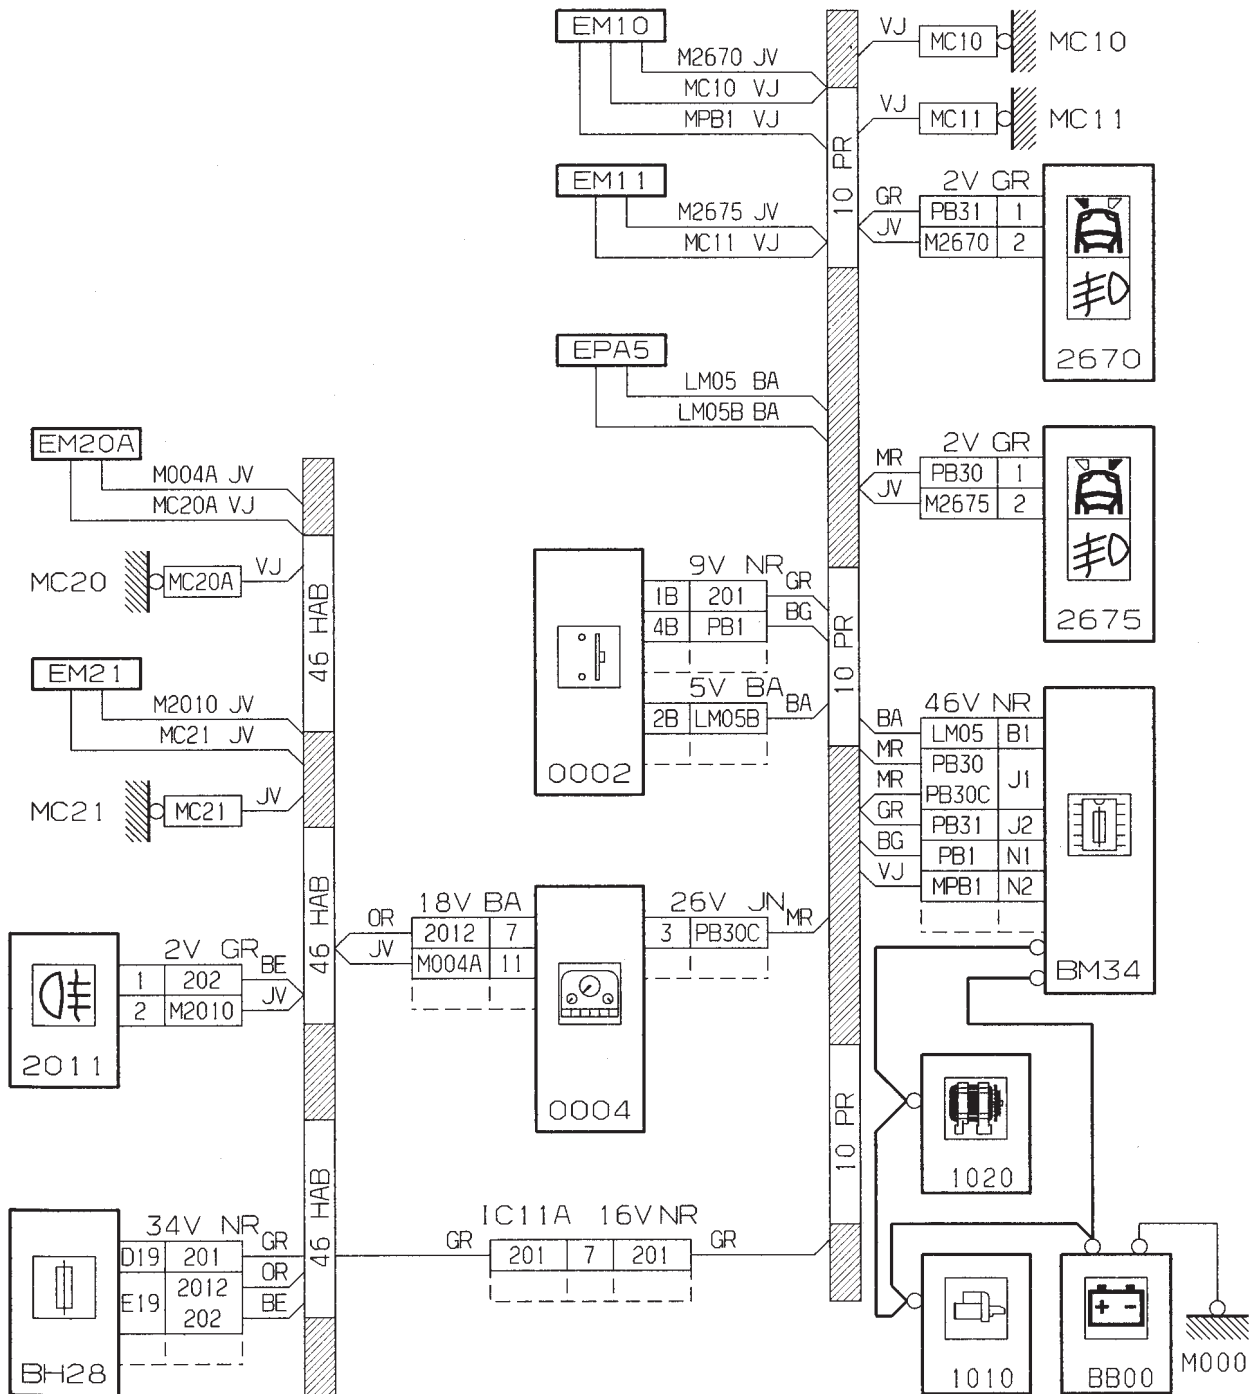 EM10
M2670 JV
MC10 VJ
MPB1 VJ
VJ MC10 MC10
VJ MC11 MC11
10 PR
EM11
M2675 JV
MC11 VJ
2V GR
GR PB31 1
JV M2670 2
2670
EPA5
LM05 BA
LM05B BA
2V GR
MR PB30 1
JV M2675 2
2675
EM20A
M004A JV
MC20A VJ
MC20 MC20A VJ
46 HAB
EM21
M2010 JV
MC21 JV
MC21 MC21 JV
9V NR
1B 201 GR
4B PB1 BG
5V BA
2B LM05B BA
0002
10 PR
46V NR
BA LM05 B1
MR PB30 J1
MR PB30C
GR PB31 J2
BG PB1 N1
VJ MPB1 N2
BM34
46 HAB
18V BA
OR 2012 7
JV M004A 11
26V JN
3 PB30C MR
0004
2V GR
1 202 BE
2 M2010 JV
2011
10 PR
1020
46 HAB
34V NR
D19 201 GR
E19 2012 OR
202 BE
BH28
IC11A 16V NR
GR 201 7 201 GR
1010
BB00
M000